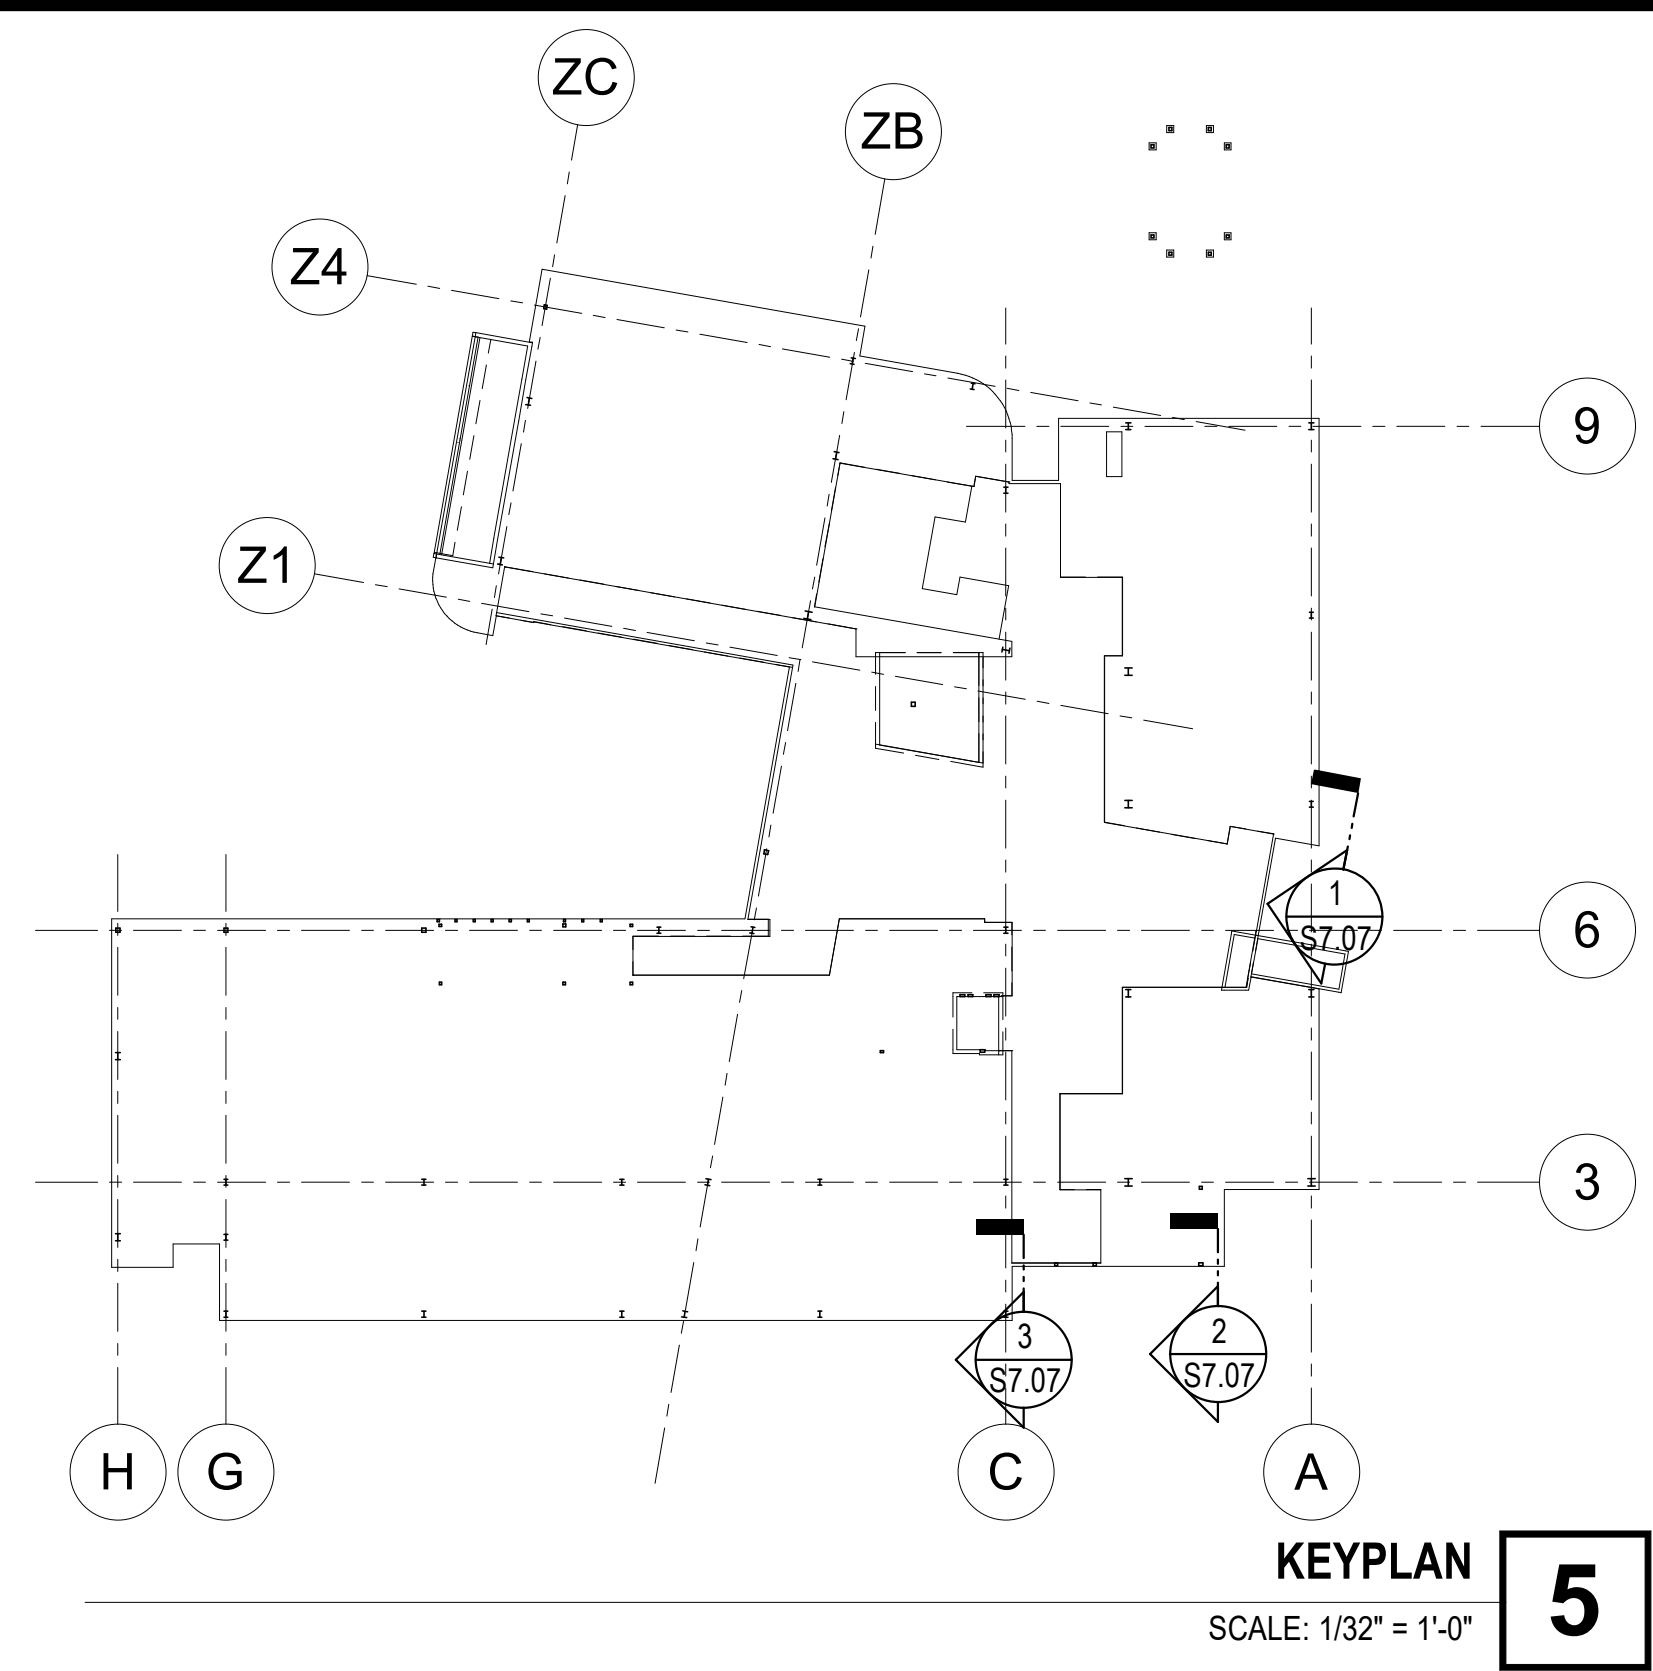 ZC
ZB
Z4
9
Z1
1
S7.07
6
3
3
S7.07
2
S7.07
H
G
C
A
KEYPLAN
5
SCALE: 1/32" = 1'-0"